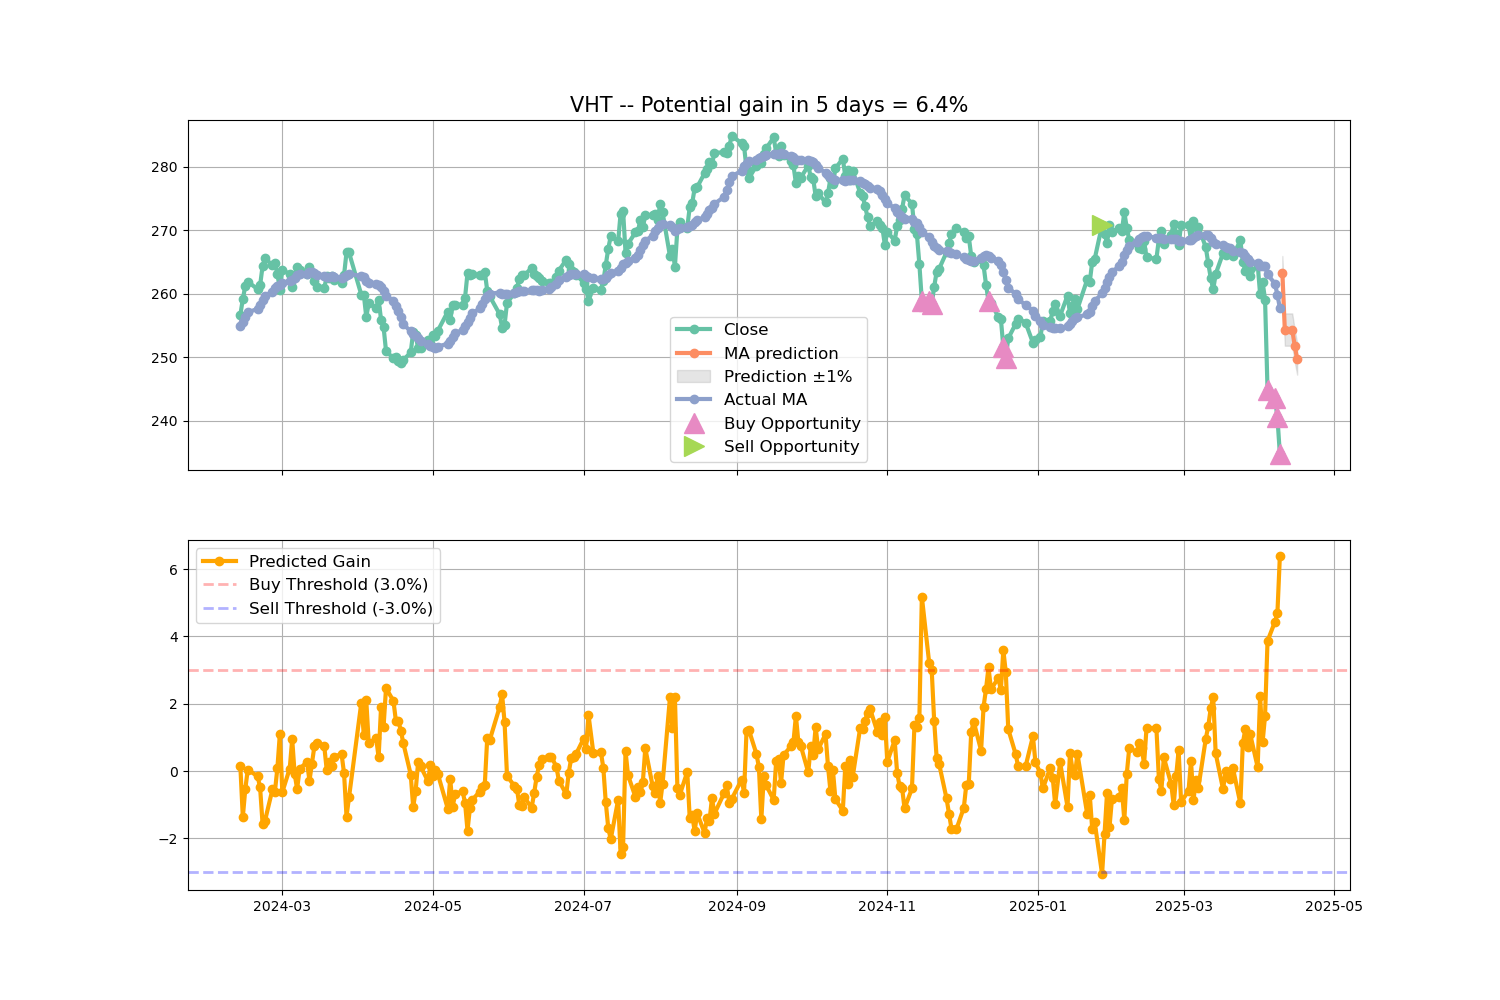 VHT -- Potential gain in 5 days = 6.4%
280
270
260
250
240
Close
MA prediction
Prediction ±1%
Actual MA
Buy Opportunity
Sell Opportunity
6
4
2
0
−2
Predicted Gain
Buy Threshold (3.0%)
Sell Threshold (-3.0%)
2024-03
2024-05
2024-07
2024-09
2024-11
2025-01
2025-03
2025-05